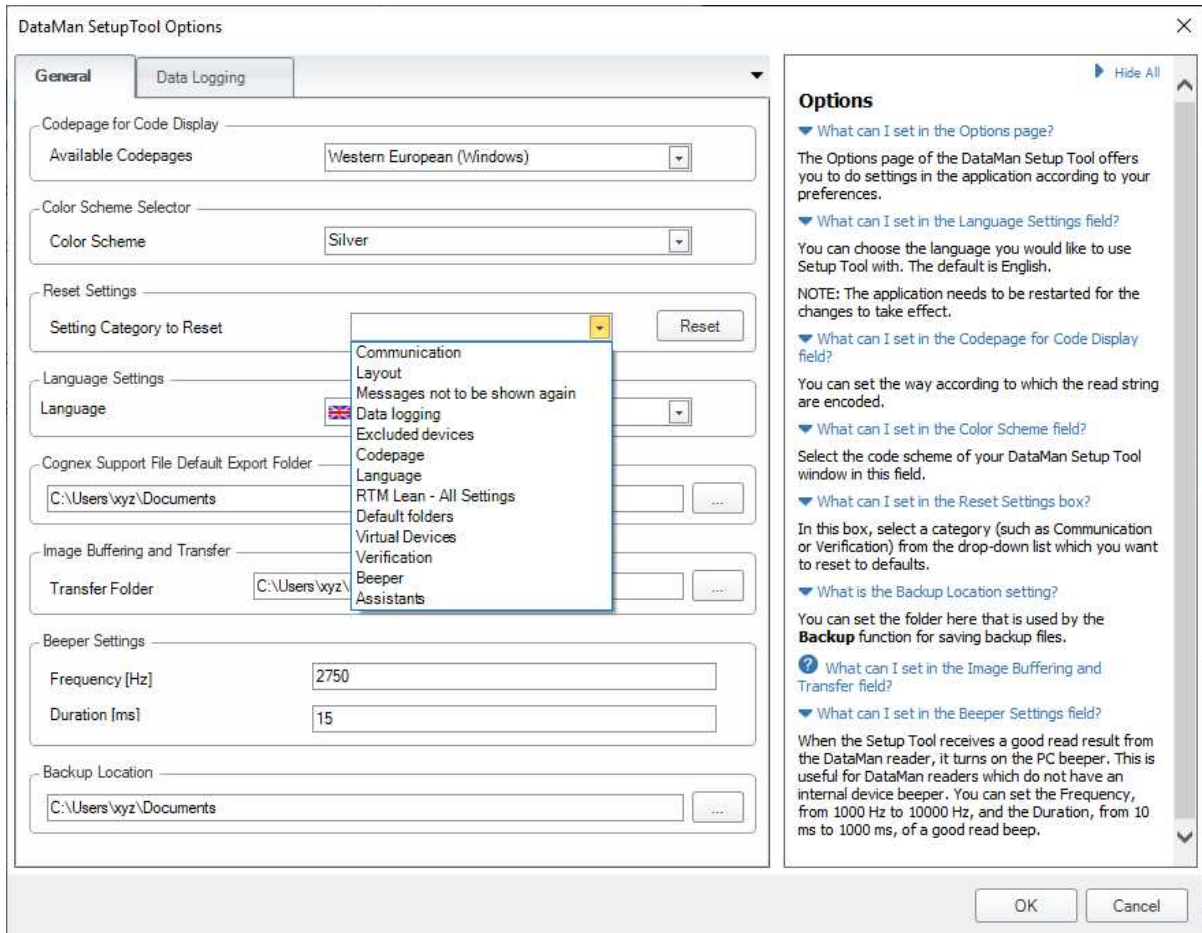 DataMan SetupTool Options
General
Data Logging
Codepage for Code Display
Available Codepages
Western European (Windows)
Color Scheme Selector
Color Scheme
Silver
Reset Settings
Setting Category to Reset
Reset
Communication
Layout
Messages not to be shown again
Data logging
Excluded devices
Codepage
Language
RTM Lean - All Settings
Default folders
Virtual Devices
Verification
Beeper
Assistants
Language Settings
Language
Cognex Support File Default Export Folder
C:\Users\xyz\Documents
...
Image Buffering and Transfer
Transfer Folder
C:\Users\xyz\
...
Beeper Settings
Frequency [Hz]
2750
Duration [ms]
15
Backup Location
C:\Users\xyz\Documents
...
Hide All
Options
What can I set in the Options page?
The Options page of the DataMan Setup Tool offers
you to do settings in the application according to your
preferences.
What can I set in the Language Settings field?
You can choose the language you would like to use
Setup Tool with. The default is English.
NOTE: The application needs to be restarted for the
changes to take effect.
What can I set in the Codepage for Code Display
field?
You can set the way according to which the read string
are encoded.
What can I set in the Color Scheme field?
Select the code scheme of your DataMan Setup Tool
window in this field.
What can I set in the Reset Settings box?
In this box, select a category (such as Communication
or Verification) from the drop-down list which you want
to reset to defaults.
What is the Backup Location setting?
You can set the folder here that is used by the
Backup function for saving backup files.
? What can I set in the Image Buffering and
Transfer field?
What can I set in the Beeper Settings field?
When the Setup Tool receives a good read result from
the DataMan reader, it turns on the PC beeper. This is
useful for DataMan readers which do not have an
internal device beeper. You can set the Frequency,
from 1000 Hz to 10000 Hz, and the Duration, from 10
ms to 1000 ms, of a good read beep.
OK
Cancel